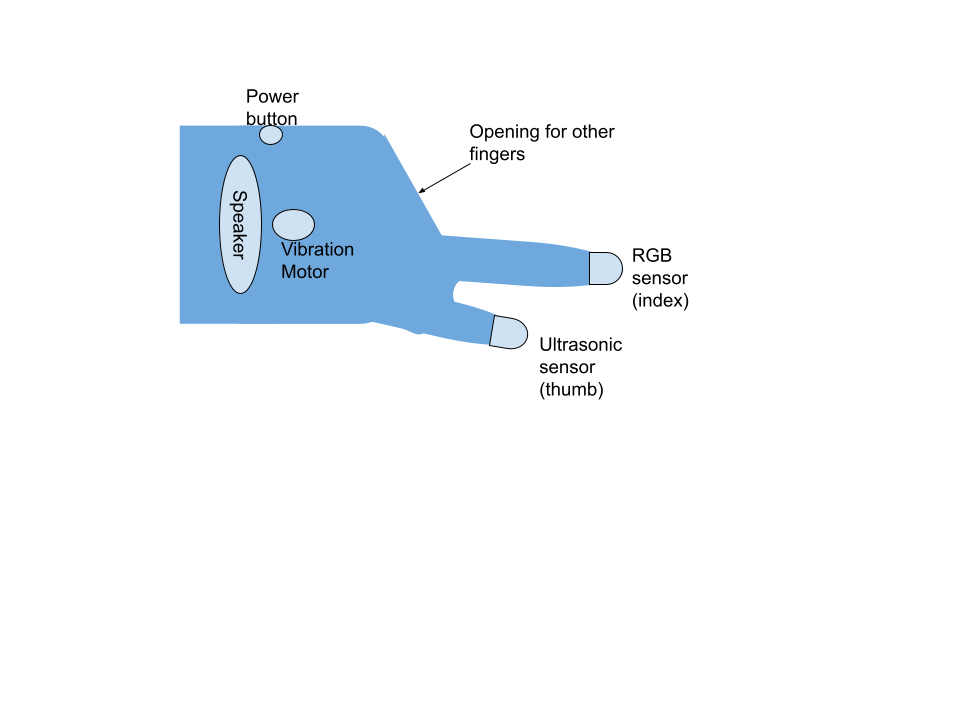 Power
button
Opening for other
fingers
Speaker
Vibration
Motor
RGB
sensor
(index)
Ultrasonic
sensor
(thumb)